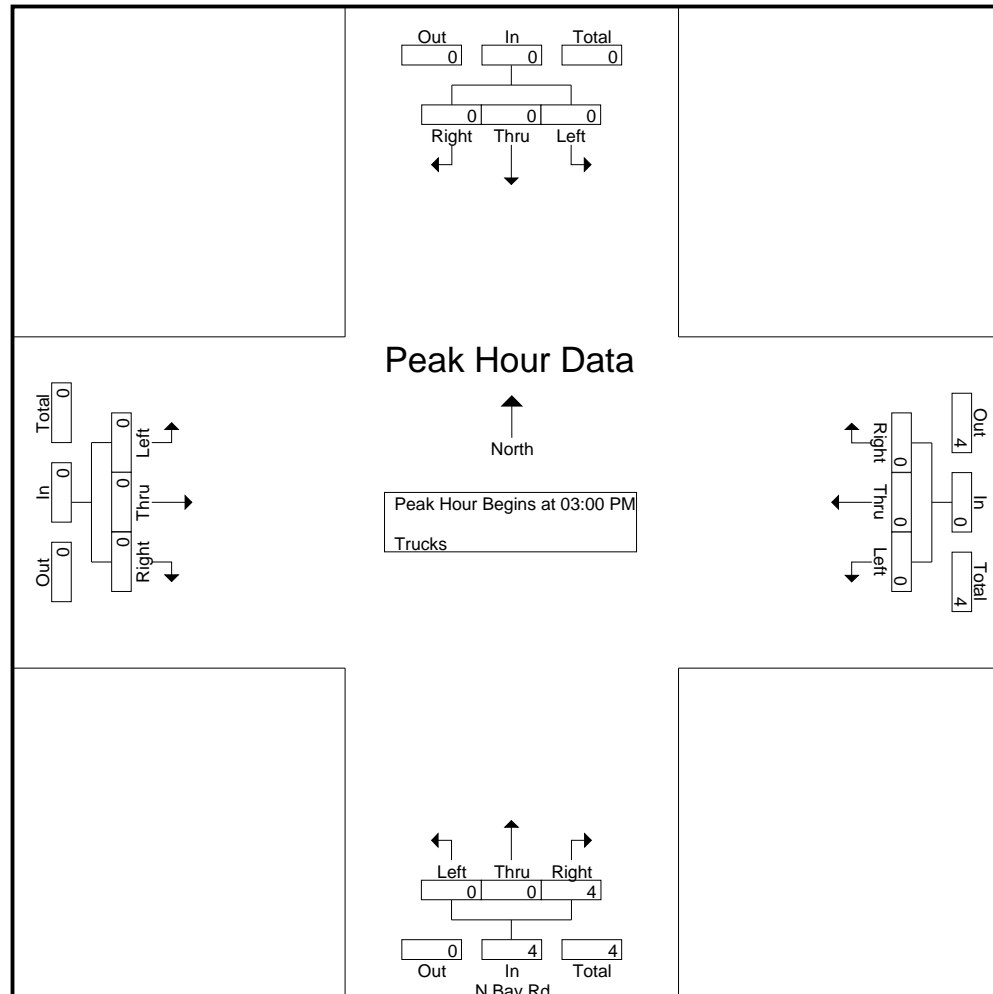 Out In Total
0 0 0
0 0 0
Right Thru Left
Peak Hour Data
North
Peak Hour Begins at 03:00 PM
Trucks
Total 0
In 0
Out 0
Left 0
Thru 0
Right 0
Right 0
Thru 0
Left 0
Out 4
In 0
Total 4
Left Thru Right
0 0 4
0 4 4
Out In Total
N Bay Rd